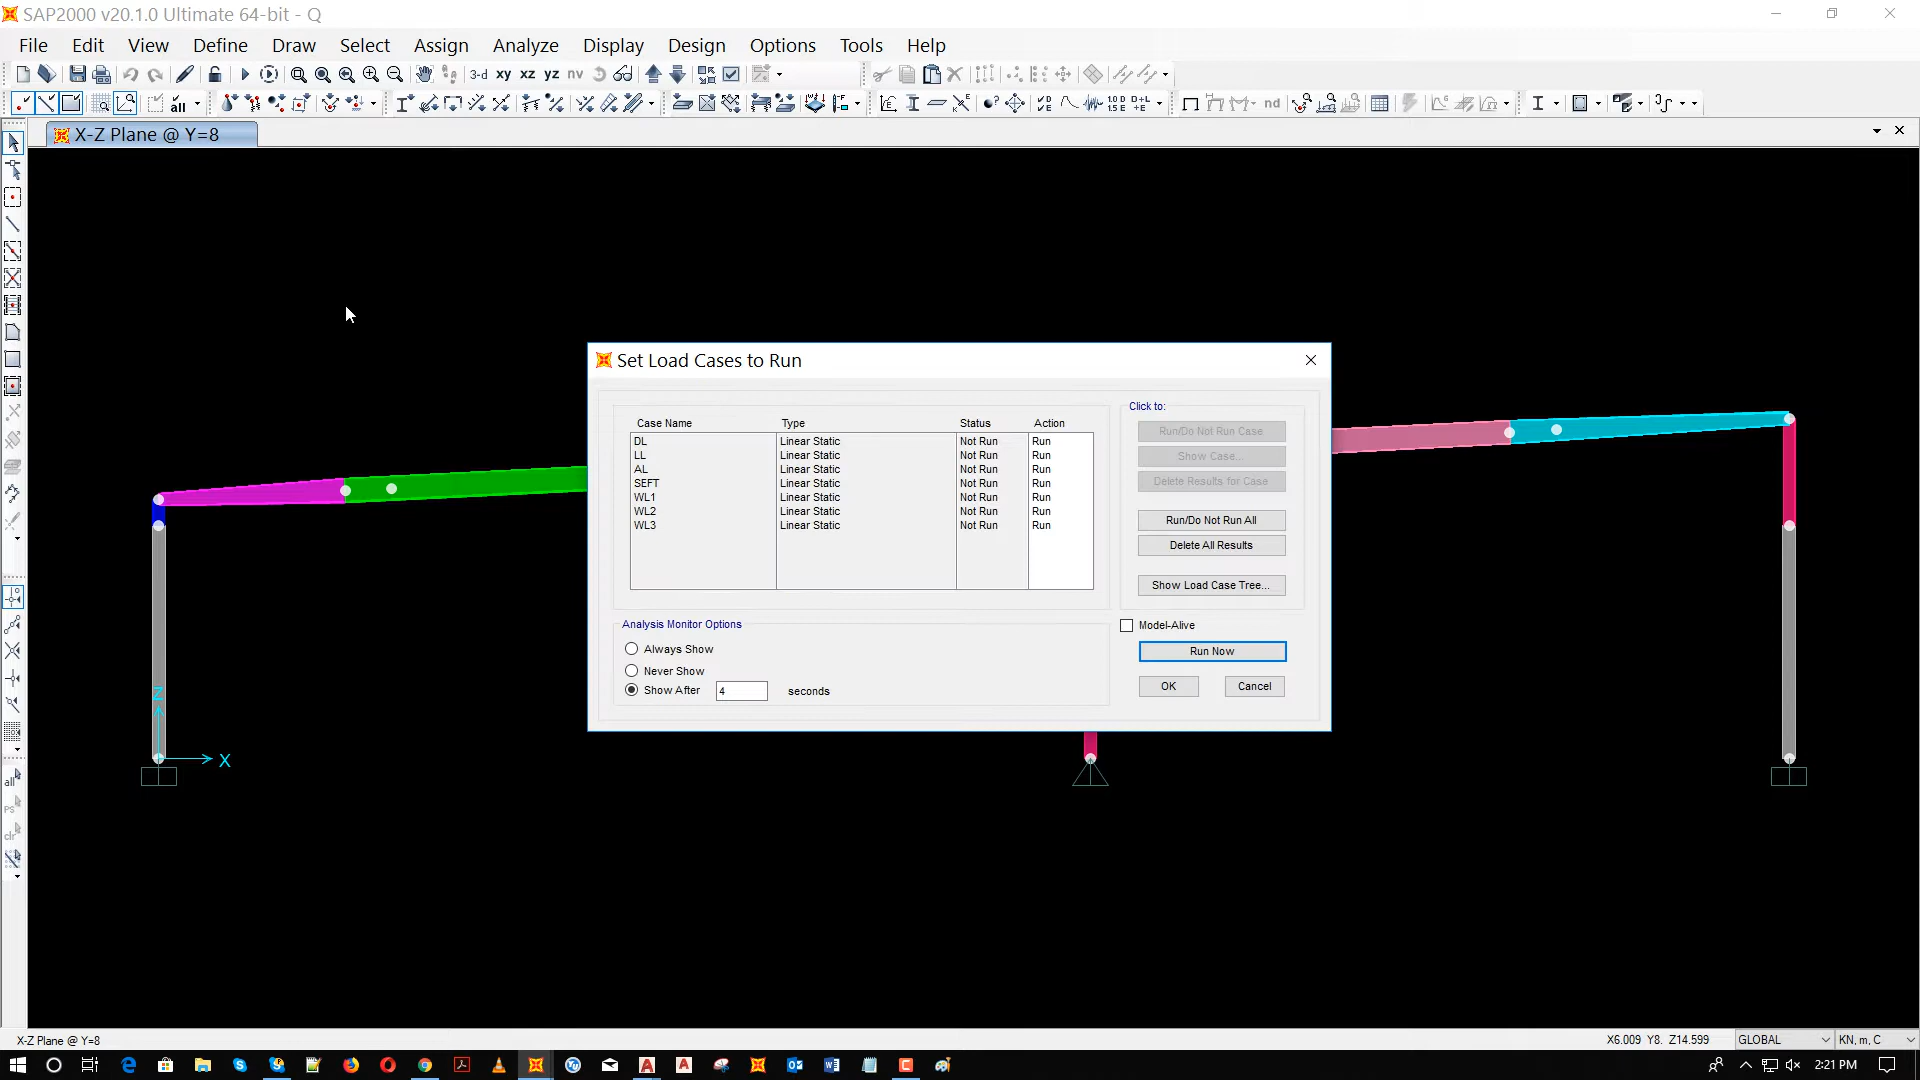 SAP2000 v20.1.0 Ultimate 64-bit - Q
File Edit View Define Draw Select Assign Analyze Display Design Options Tools Help
3-d xy xz yz nv
all nd
X-Z Plane @ Y=8
Set Load Cases to Run
Click to:
Case Name Type Status Action
DL Linear Static Not Run Run
LL Linear Static Not Run Run
AL Linear Static Not Run Run
SEFT Linear Static Not Run Run
WL1 Linear Static Not Run Run
WL2 Linear Static Not Run Run
WL3 Linear Static Not Run Run
Run/Do Not Run Case
Show Case...
Delete Results for Case
Run/Do Not Run All
Delete All Results
Show Load Case Tree...
Analysis Monitor Options
Always Show
Never Show
Show After 4 seconds
Model-Alive
Run Now
OK Cancel
Z
X
all
ps
clr
X-Z Plane @ Y=8
X6.009 Y8. Z14.599
GLOBAL
KN, m, C
2:21 PM